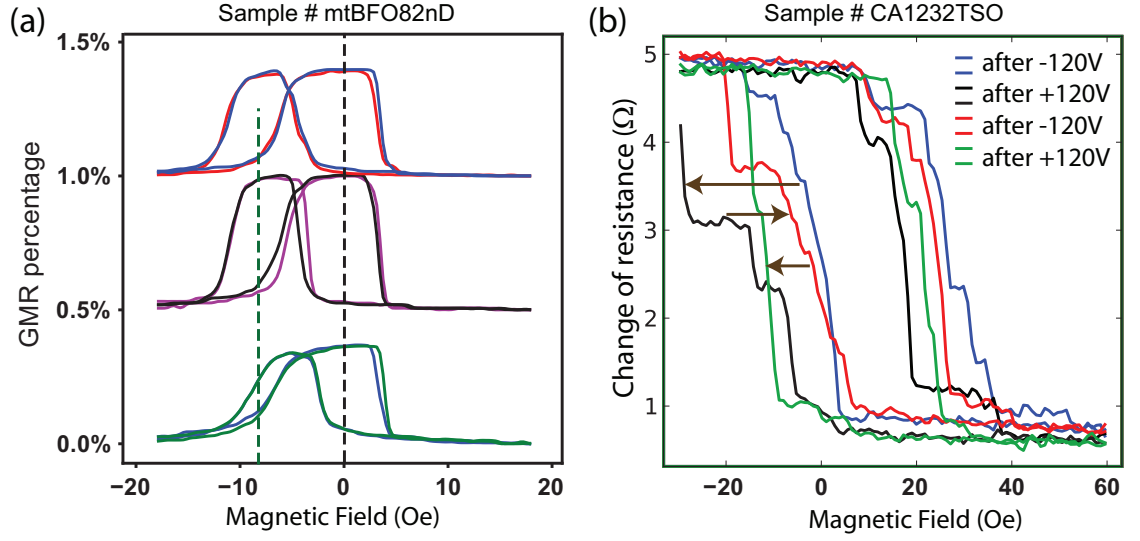 (a)
Sample # mtBFO82nD
1.5%
1.0%
0.5%
0.0%
GMR percentage
−20
−10
0
10
20
Magnetic Field (Oe)
(b)
Sample # CA1232TSO
5
4
3
2
1
Change of resistance (Ω)
after -120V
after +120V
after -120V
after +120V
−20
0
20
40
60
Magnetic Field (Oe)